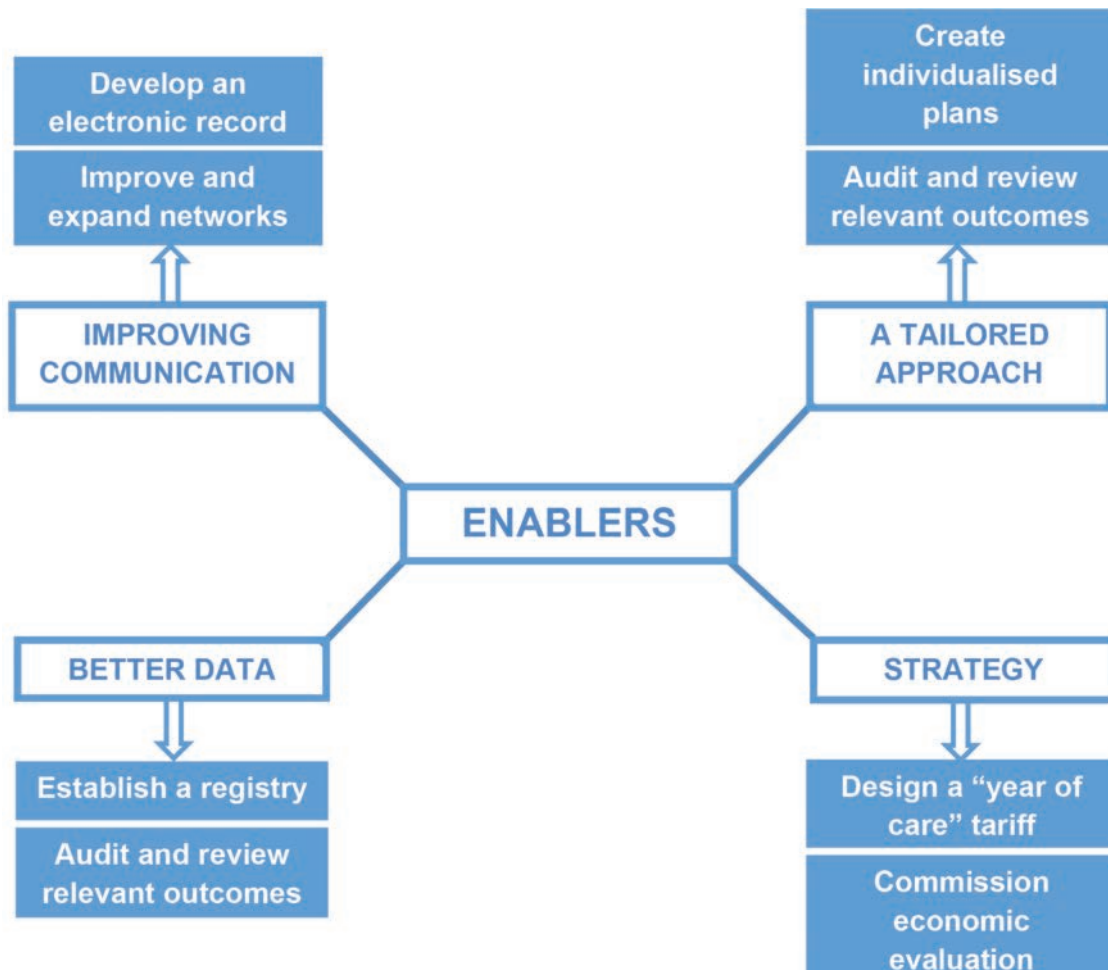 Develop an
electronic record
Improve and
expand networks
IMPROVING
COMMUNICATION
Create
individualised
plans
Audit and review
relevant outcomes
A TAILORED
APPROACH
ENABLERS
BETTER DATA
Establish a registry
Audit and review
relevant outcomes
STRATEGY
Design a “year of
care” tariff
Commission
economic
evaluation